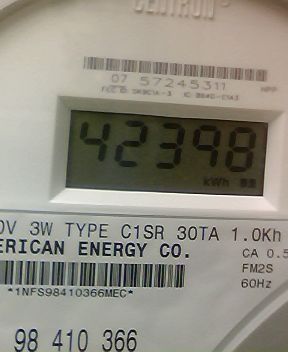 CENTRON
07 57245311
42398
kWh
0V 3W TYPE C1SR 30TA 1.0Kh
ERICAN ENERGY CO.
CA 0.5
FM2S
60Hz
*1NFS98410366MEC*
98 410 366